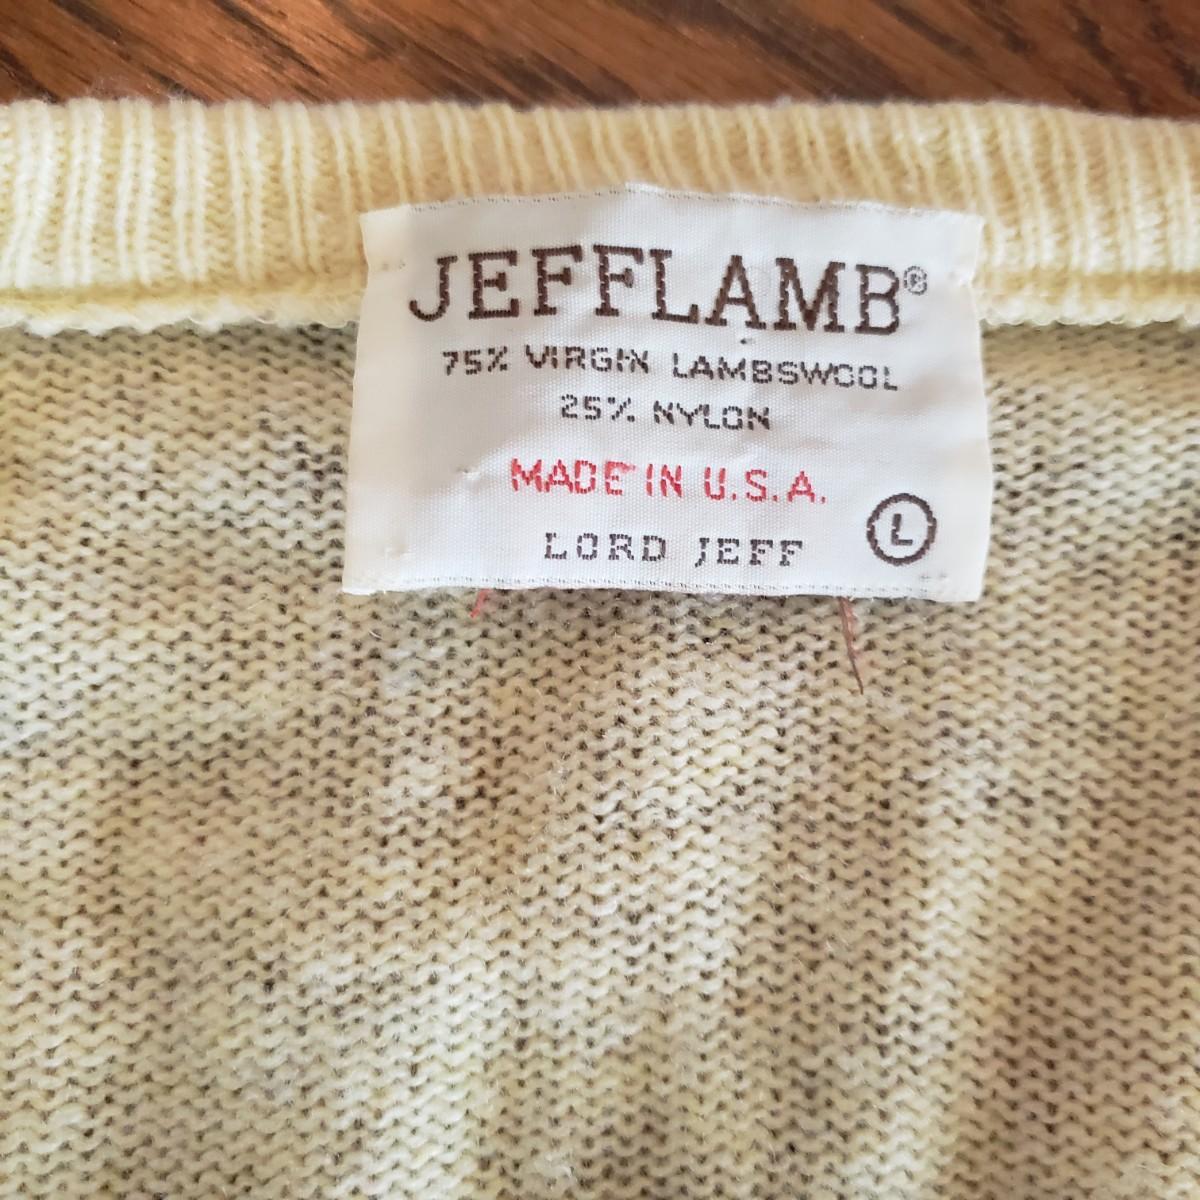 JEFFLAMB®
75% VIRGIN LAMBSWOOL
25% NYLON
MADE IN U.S.A.
LORD JEFF
L